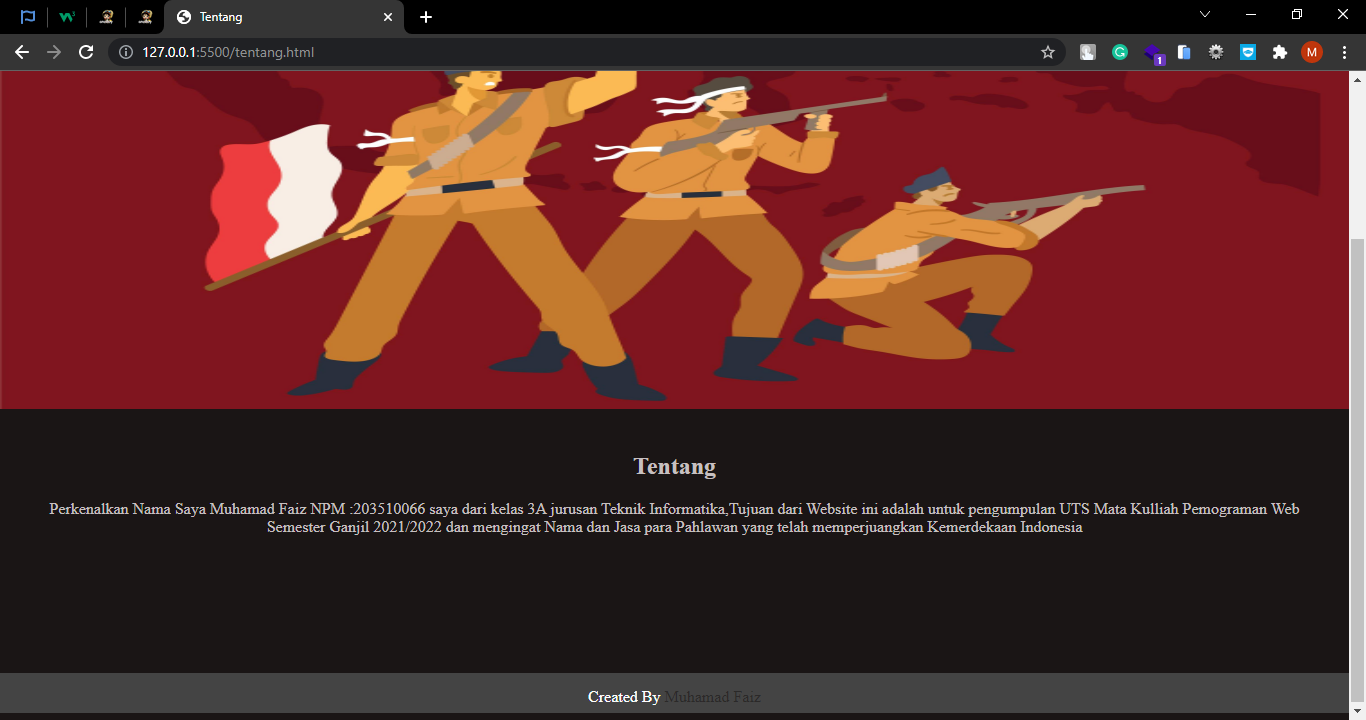 Tentang
127.0.0.1:5500/tentang.html
1
M
Tentang
Perkenalkan Nama Saya Muhamad Faiz NPM :203510066 saya dari kelas 3A jurusan Teknik Informatika,Tujuan dari Website ini adalah untuk pengumpulan UTS Mata Kulliah Pemograman Web
Semester Ganjil 2021/2022 dan mengingat Nama dan Jasa para Pahlawan yang telah memperjuangkan Kemerdekaan Indonesia
Created By Muhamad Faiz